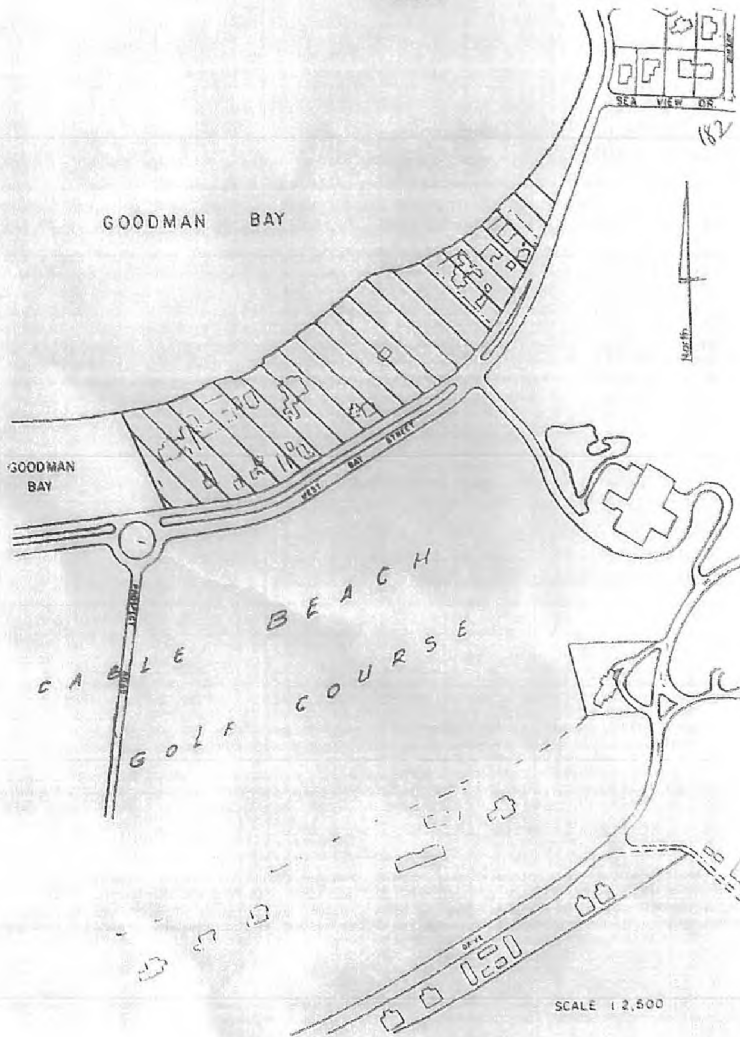 SEA VIEW DR.
182
GOODMAN BAY
North
GOODMAN
BAY
WEST BAY STREET
PROSPECT
CABLE BEACH
GOLF COURSE
DRIVE
SCALE 1:2,500